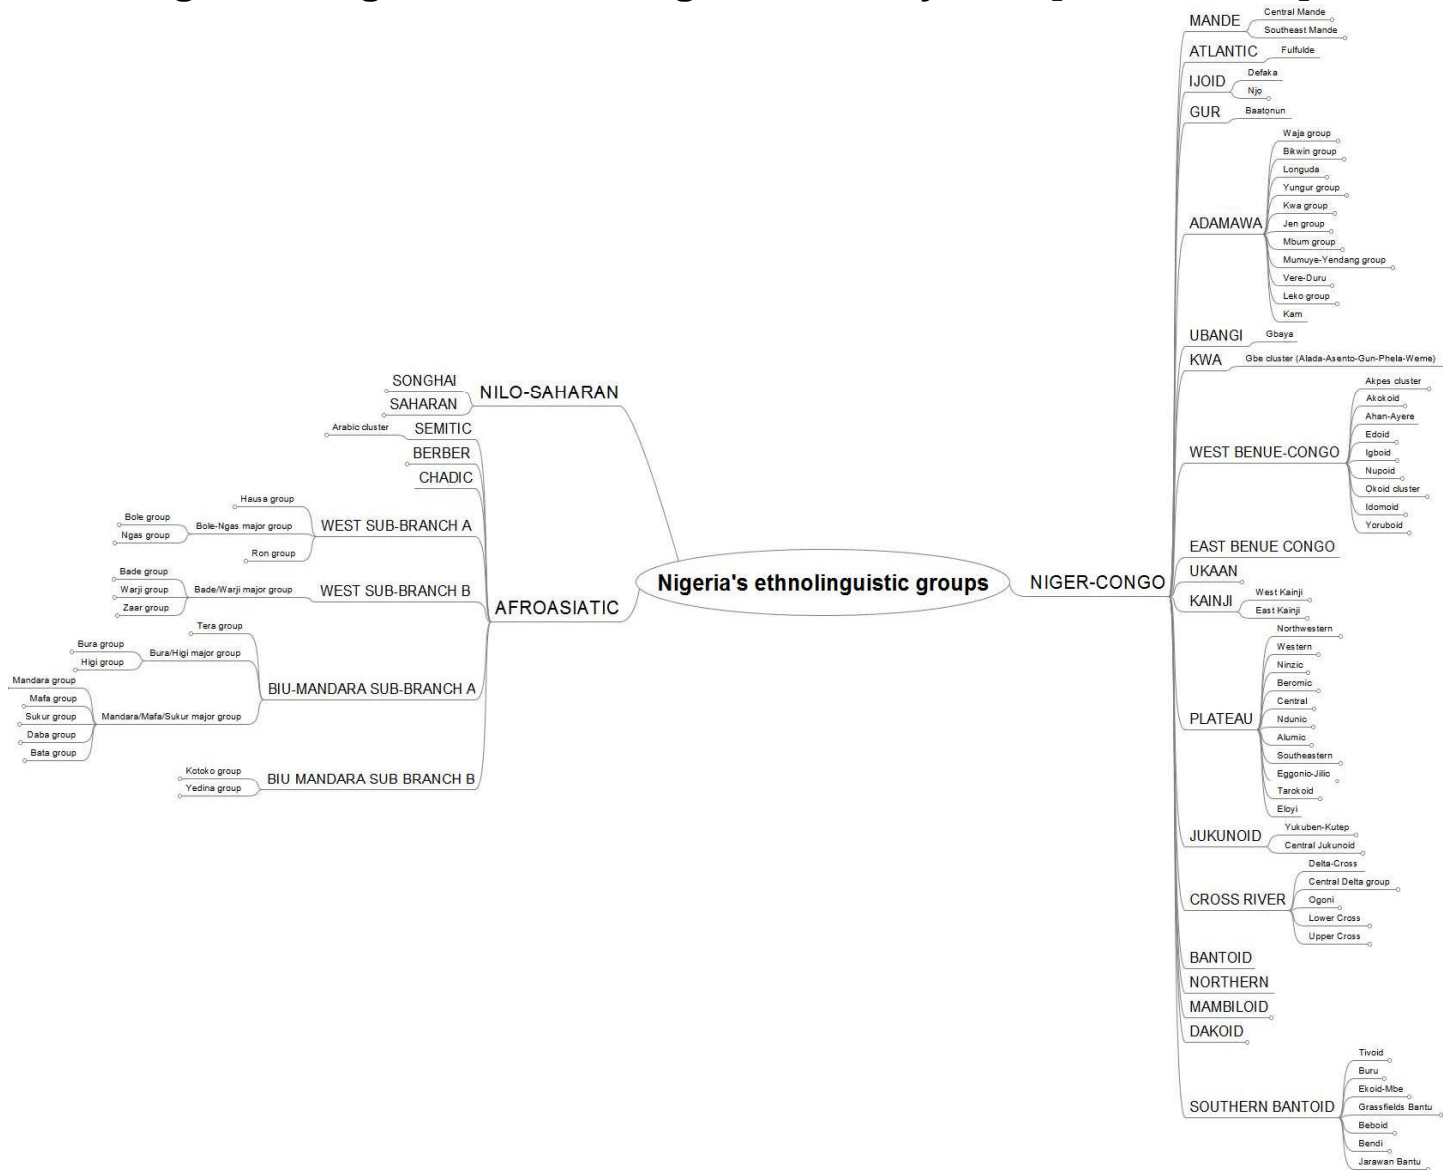 Nigeria's ethnolinguistic groups
NILO-SAHARAN
SONGHAI
SAHARAN
AFROASIATIC
SEMITIC
Arabic cluster
BERBER
CHADIC
WEST SUB-BRANCH A
Hausa group
Bole-Ngas major group
Bole group
Ngas group
Ron group
WEST SUB-BRANCH B
Bade/Warji major group
Bade group
Warji group
Zaar group
BIU-MANDARA SUB-BRANCH A
Tera group
Bura/Higi major group
Bura group
Higi group
Mandara/Mafa/Sukur major group
Mandara group
Mafa group
Sukur group
Daba group
Bata group
BIU MANDARA SUB BRANCH B
Kotoko group
Yedina group
NIGER-CONGO
MANDE
Central Mande
Southeast Mande
ATLANTIC
Fulfulde
IJOID
Defaka
Njo
GUR
Baatonun
ADAMAWA
Waja group
Bikwin group
Longuda
Yungur group
Kwa group
Jen group
Mbum group
Mumuye-Yendang group
Vere-Duru
Leko group
Kam
UBANGI
Gbaya
KWA
Gbe cluster (Alada-Asento-Gun-Phela-Weme)
WEST BENUE-CONGO
Akpes cluster
Akokoid
Ahan-Ayere
Edoid
Igboid
Nupoid
Okoid cluster
Idomoid
Yoruboid
EAST BENUE CONGO
UKAAN
KAINJI
West Kainji
East Kainji
PLATEAU
Northwestern
Western
Ninzic
Beromic
Central
Ndunic
Alumic
Southeastern
Eggonic-Jilic
Tarokoid
Eloyi
JUKUNOID
Yukuben-Kutep
Central Jukunoid
CROSS RIVER
Delta-Cross
Central Delta group
Ogoni
Lower Cross
Upper Cross
BANTOID
NORTHERN
MAMBILOID
DAKOID
SOUTHERN BANTOID
Tivoid
Buru
Ekoid-Mbe
Grassfields Bantu
Beboid
Bendi
Jarawan Bantu